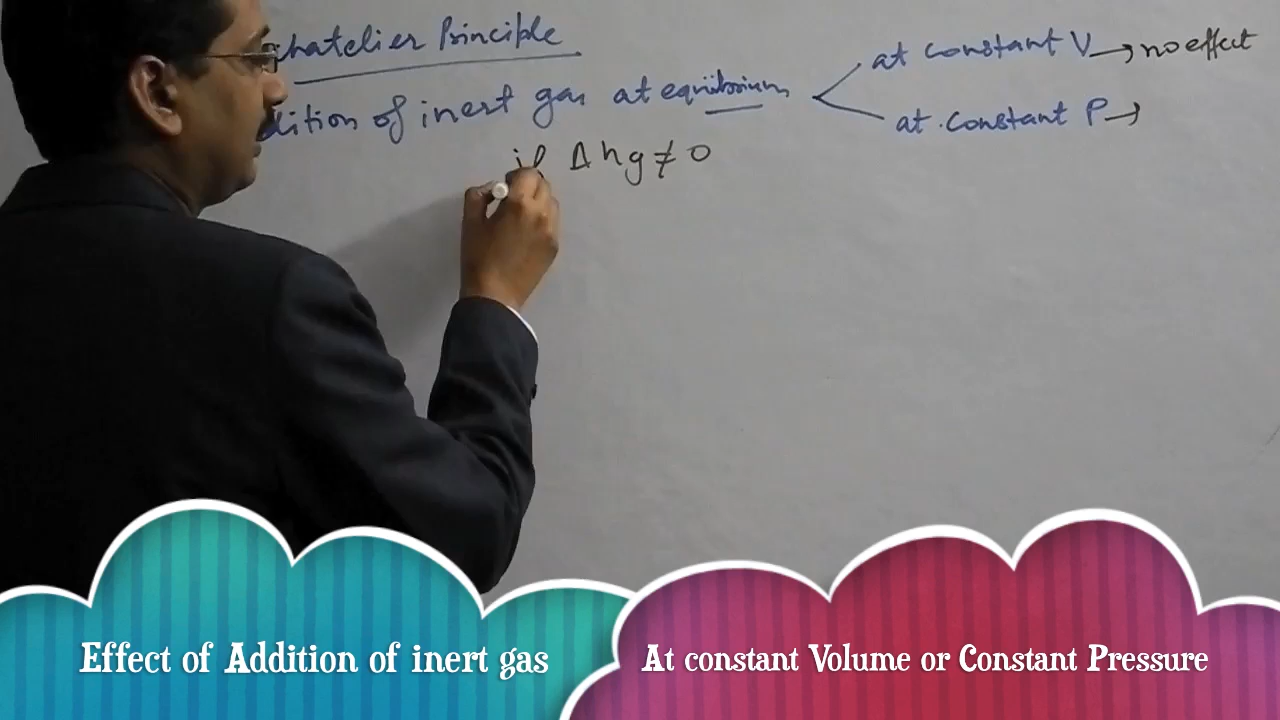 chatelier Principle
dition of inert gas at equilibrium
at constant V → no effect
at constant P →
if Δng ≠ 0
Effect of Addition of inert gas
At constant Volume or Constant Pressure